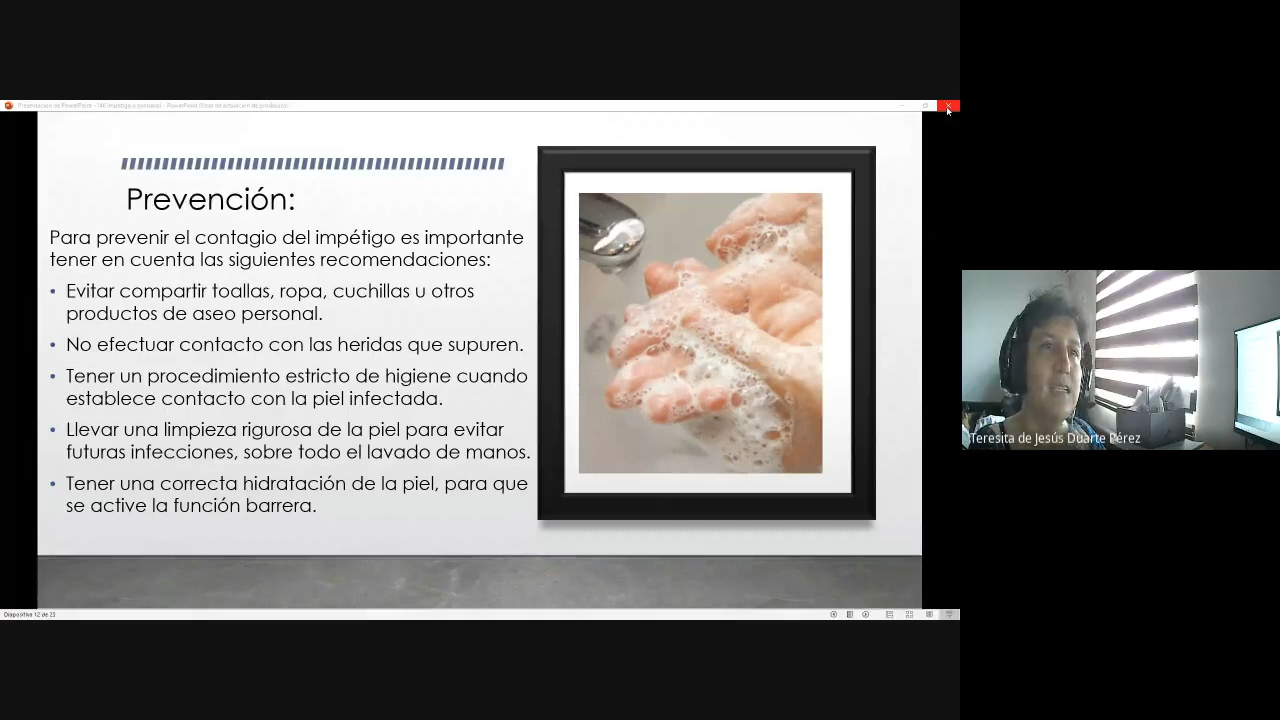 Prevención:
Para prevenir el contagio del impétigo es importante
tener en cuenta las siguientes recomendaciones:
• Evitar compartir toallas, ropa, cuchillas u otros
productos de aseo personal.
• No efectuar contacto con las heridas que supuren.
• Tener un procedimiento estricto de higiene cuando
establece contacto con la piel infectada.
• Llevar una limpieza rigurosa de la piel para evitar
futuras infecciones, sobre todo el lavado de manos.
• Tener una correcta hidratación de la piel, para que
se active la función barrera.
Diapositiva 12 de 23
Teresita de Jesús Duarte Pérez